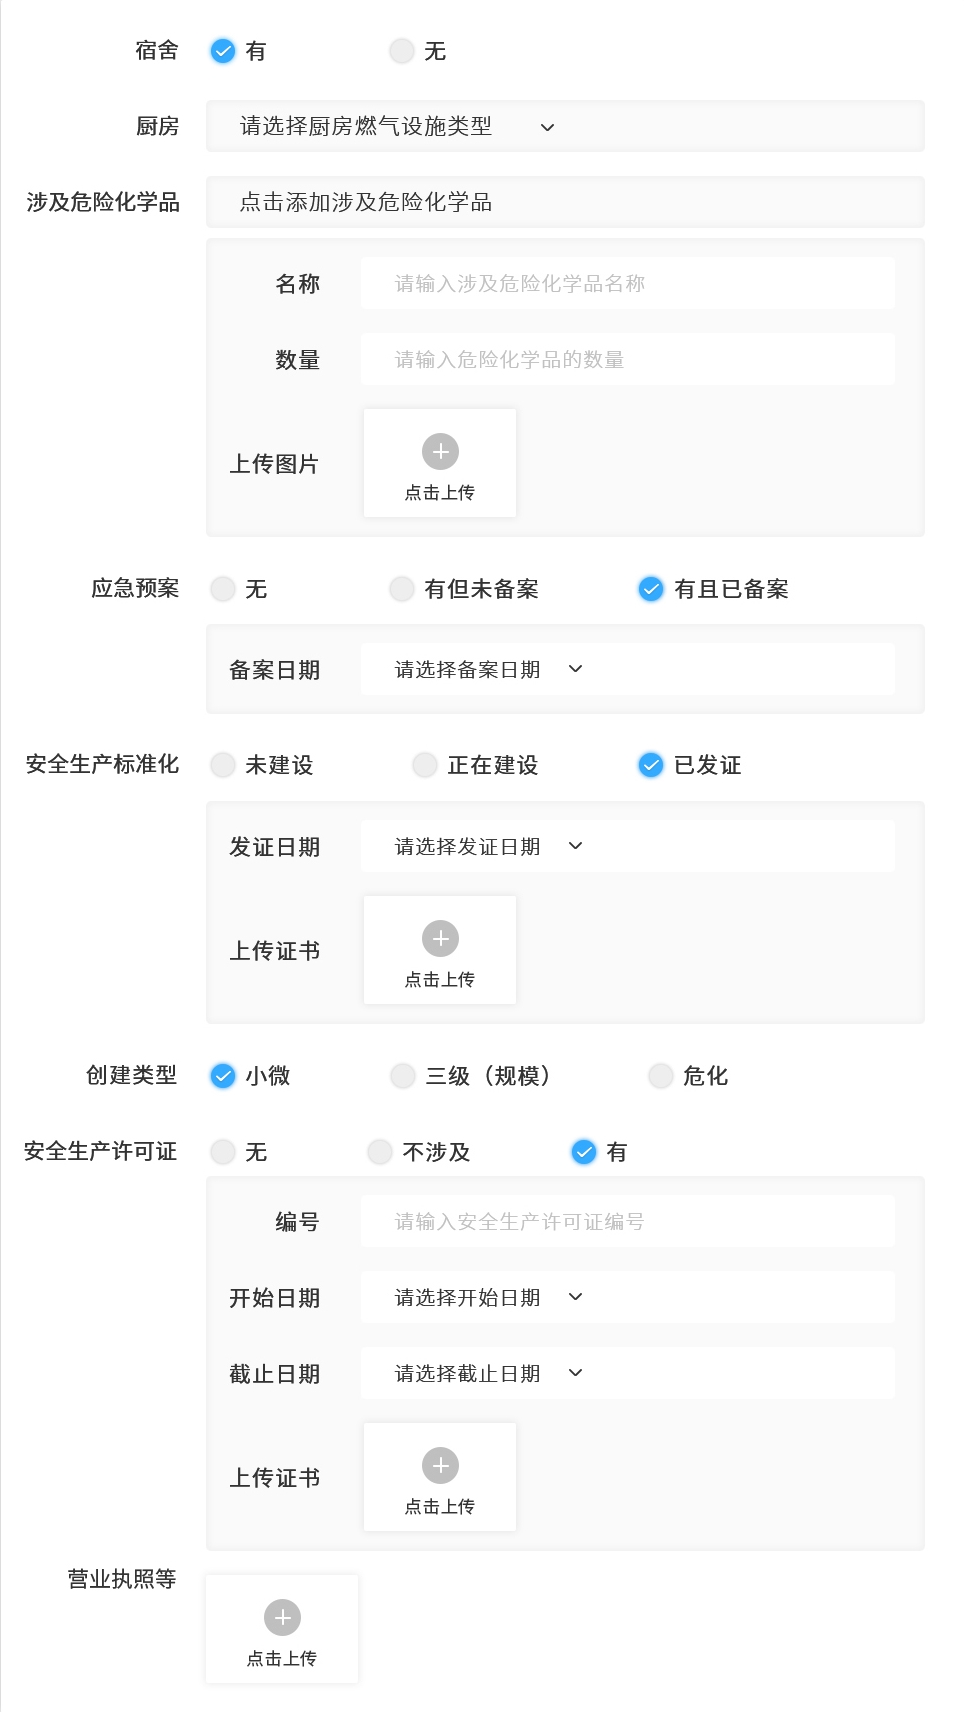 宿舍 有 无
厨房 请选择厨房燃气设施类型
涉及危险化学品 点击添加涉及危险化学品
名称 请输入涉及危险化学品名称
数量 请输入危险化学品的数量
上传图片
点击上传
应急预案 无 有但未备案 有且已备案
备案日期 请选择备案日期
安全生产标准化 未建设 正在建设 已发证
发证日期 请选择发证日期
上传证书
点击上传
创建类型 小微 三级（规模） 危化
安全生产许可证 无 不涉及 有
编号 请输入安全生产许可证编号
开始日期 请选择开始日期
截止日期 请选择截止日期
上传证书
点击上传
营业执照等
点击上传